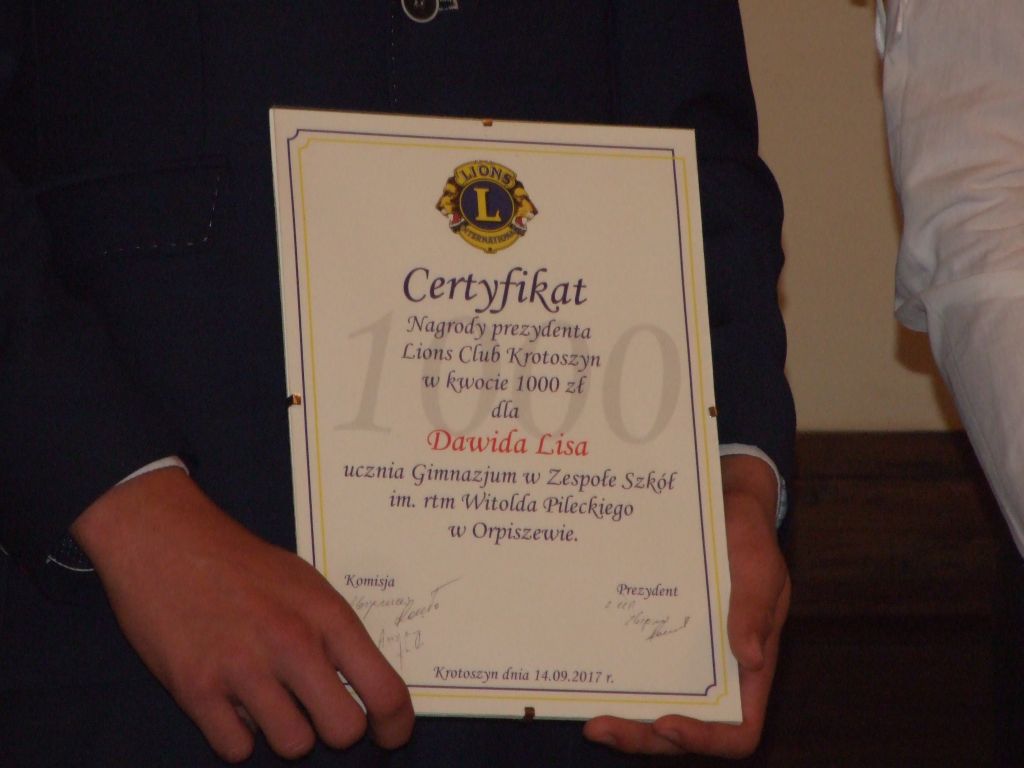 LIONS
L
INTERNATIONAL
1000
Certyfikat
Nagrody prezydenta
Lions Club Krotoszyn
w kwocie 1000 zł
dla
Dawida Lisa
ucznia Gimnazjum w Zespole Szkół
im. rtm Witolda Pileckiego
w Orpiszewie.
Komisja
Prezydent
Krotoszyn dnia 14.09.2017 r.